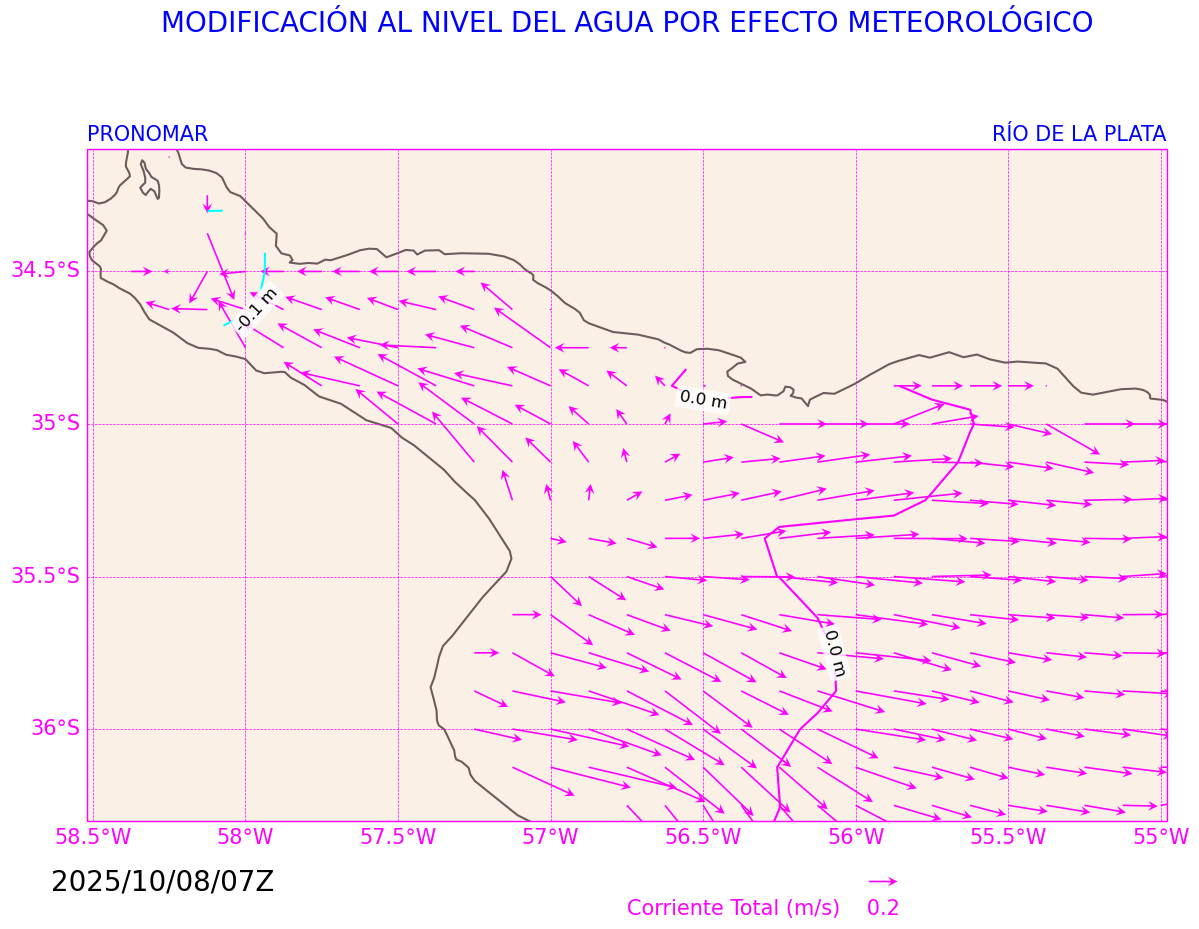 MODIFICACIÓN AL NIVEL DEL AGUA POR EFECTO METEOROLÓGICO
PRONOMAR
RÍO DE LA PLATA
34.5°S
-0.1 m
0.0 m
35°S
35.5°S
0.0 m
36°S
58.5°W 58°W 57.5°W 57°W 56.5°W 56°W 55.5°W 55°W
2025/10/08/07Z
Corriente Total (m/s) 0.2